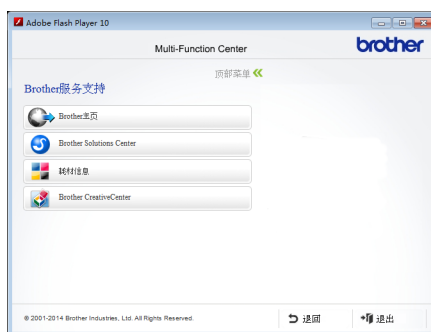 Adobe Flash Player 10
Multi-Function Center
brother
顶部菜单
Brother服务支持
Brother主页
Brother Solutions Center
耗材信息
Brother CreativeCenter
© 2001-2014 Brother Industries, Ltd. All Rights Reserved.
退回
退出